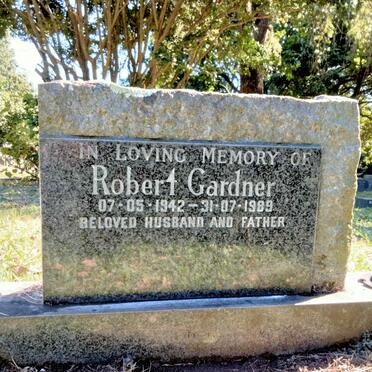 IN LOVING MEMORY OF
Robert Gardner
07-05-1942 - 31-07-1989
BELOVED HUSBAND AND FATHER